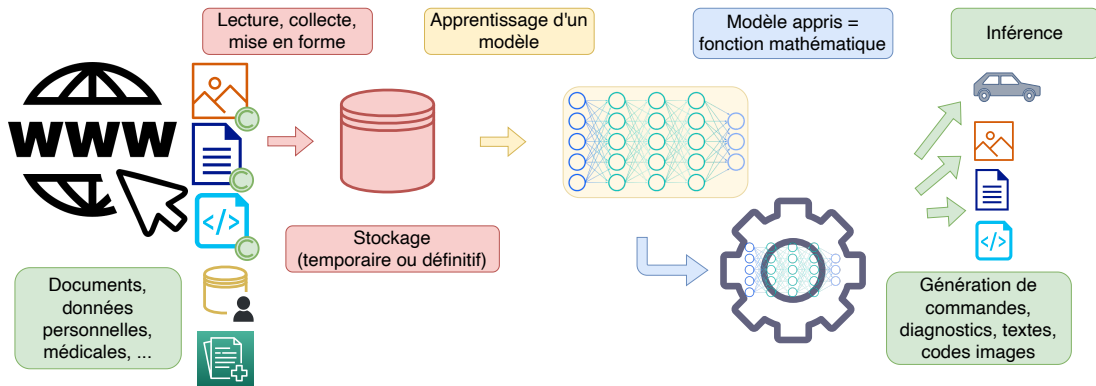 Lecture, collecte,
mise en forme
Apprentissage d'un
modèle
Modèle appris =
fonction mathématique
Inférence
www
C
C
</>
C
Stockage
(temporaire ou définitif)
Documents,
données
personnelles,
médicales, ...
</>
Génération de
commandes,
diagnostics, textes,
codes images